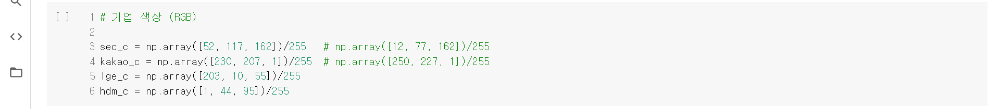 [ ] 1 # 기업 색상 (RGB)
2
3 sec_c = np.array([52, 117, 162])/255   # np.array([12, 77, 162])/255
4 kakao_c = np.array([230, 207, 1])/255  # np.array([250, 227, 1])/255
5 lge_c = np.array([203, 10, 55])/255
6 hdm_c = np.array([1, 44, 95])/255